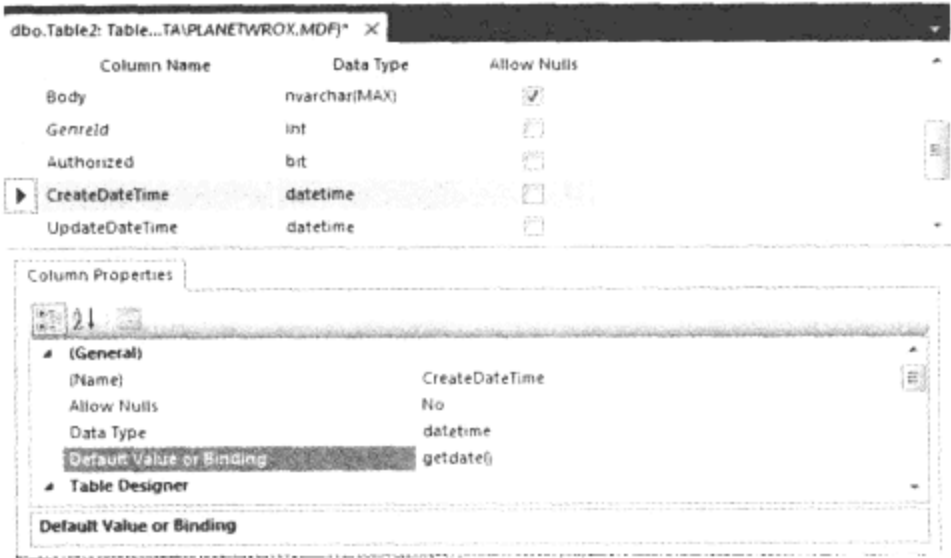 dbo.Table2: Table...TA\PLANETWROX.MDF)* ×
Column Name Data Type Allow Nulls
Body nvarchar(MAX)
GenreId int
Authorized bit
CreateDateTime datetime
UpdateDateTime datetime
Column Properties
(General)
(Name) CreateDateTime
Allow Nulls No
Data Type datetime
Default Value or Binding getdate()
Table Designer
Default Value or Binding